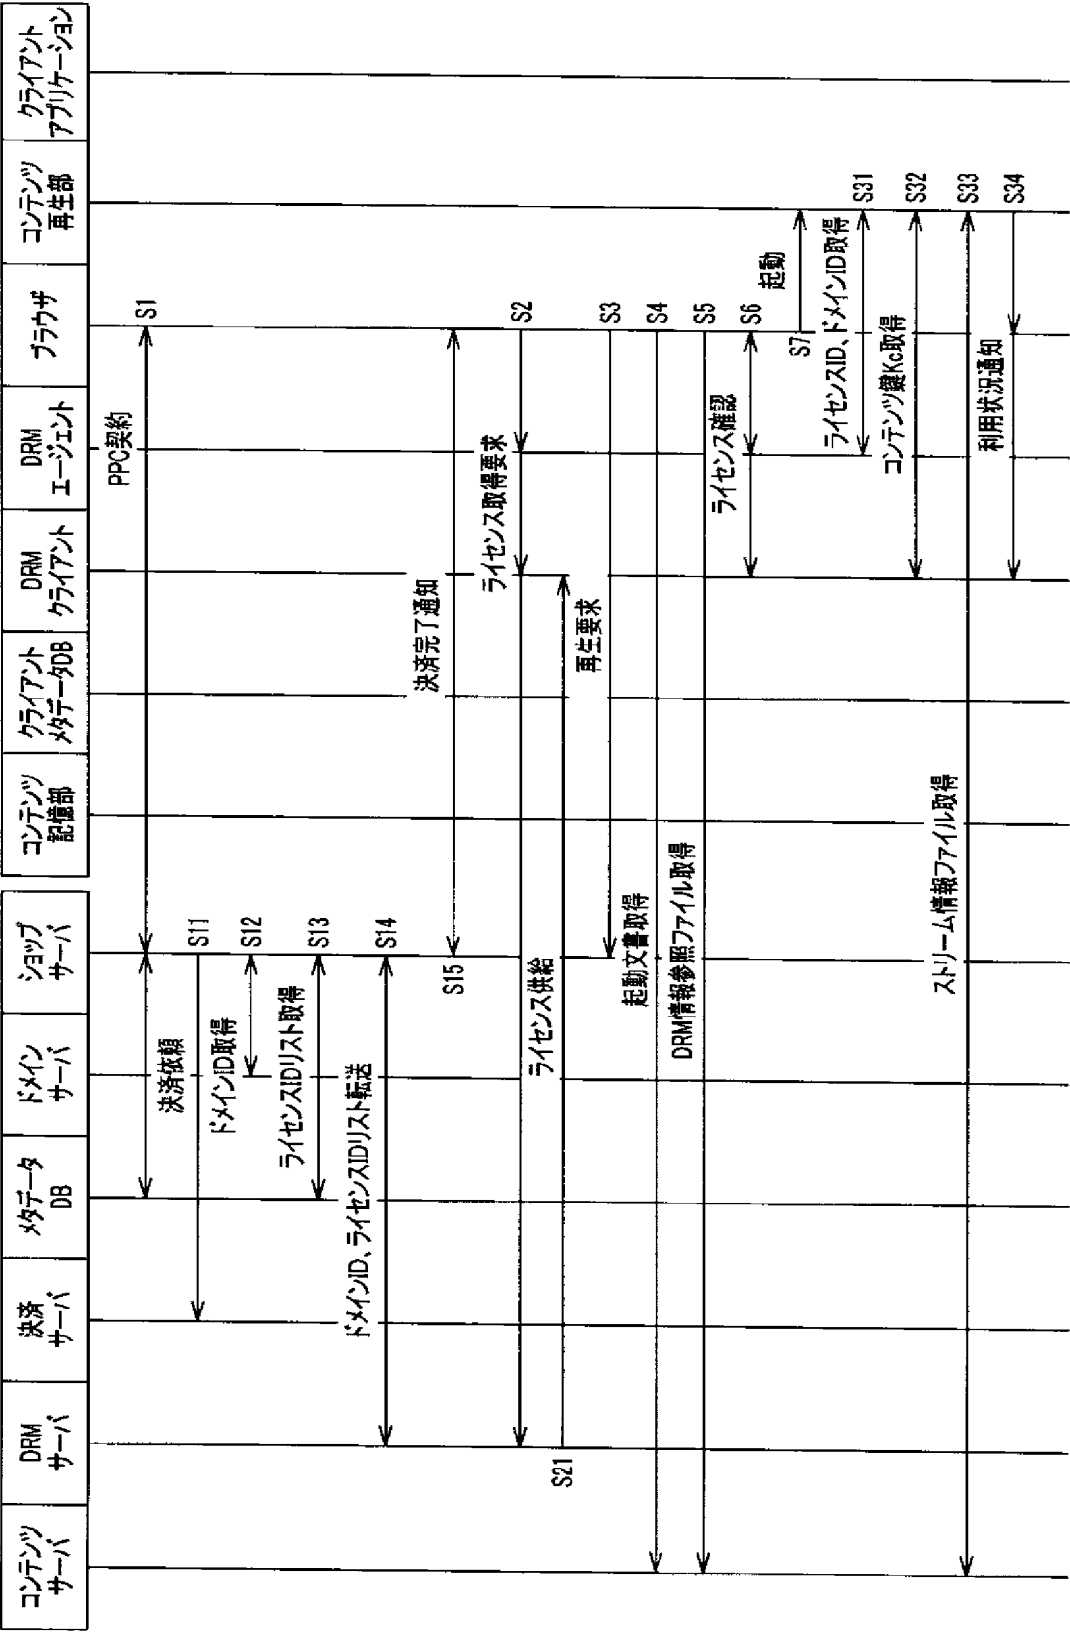 コンテンツ
サーバ
DRM
サーバ
決済
サーバ
メタデータ
DB
ドメイン
サーバ
ショップ
サーバ
コンテンツ
記憶部
クライアント
メタデータDB
DRM
クライアント
DRM
エージェント
ブラウザ
コンテンツ
再生部
クライアント
アプリケーション
PPC契約
S1
決済依頼
S11
ドメインID取得
S12
ライセンスIDリスト取得
S13
ドメインID、ライセンスIDリスト転送
S14
決済完了通知
S15
ライセンス取得要求
S2
ライセンス供給
S21
再生要求
S3
起動文書取得
S4
DRM情報参照ファイル取得
S5
ライセンス確認
S6
起動
S7
ライセンスID、ドメインID取得
S31
コンテンツ鍵Kc取得
S32
ストリーム情報ファイル取得
S33
利用状況通知
S34